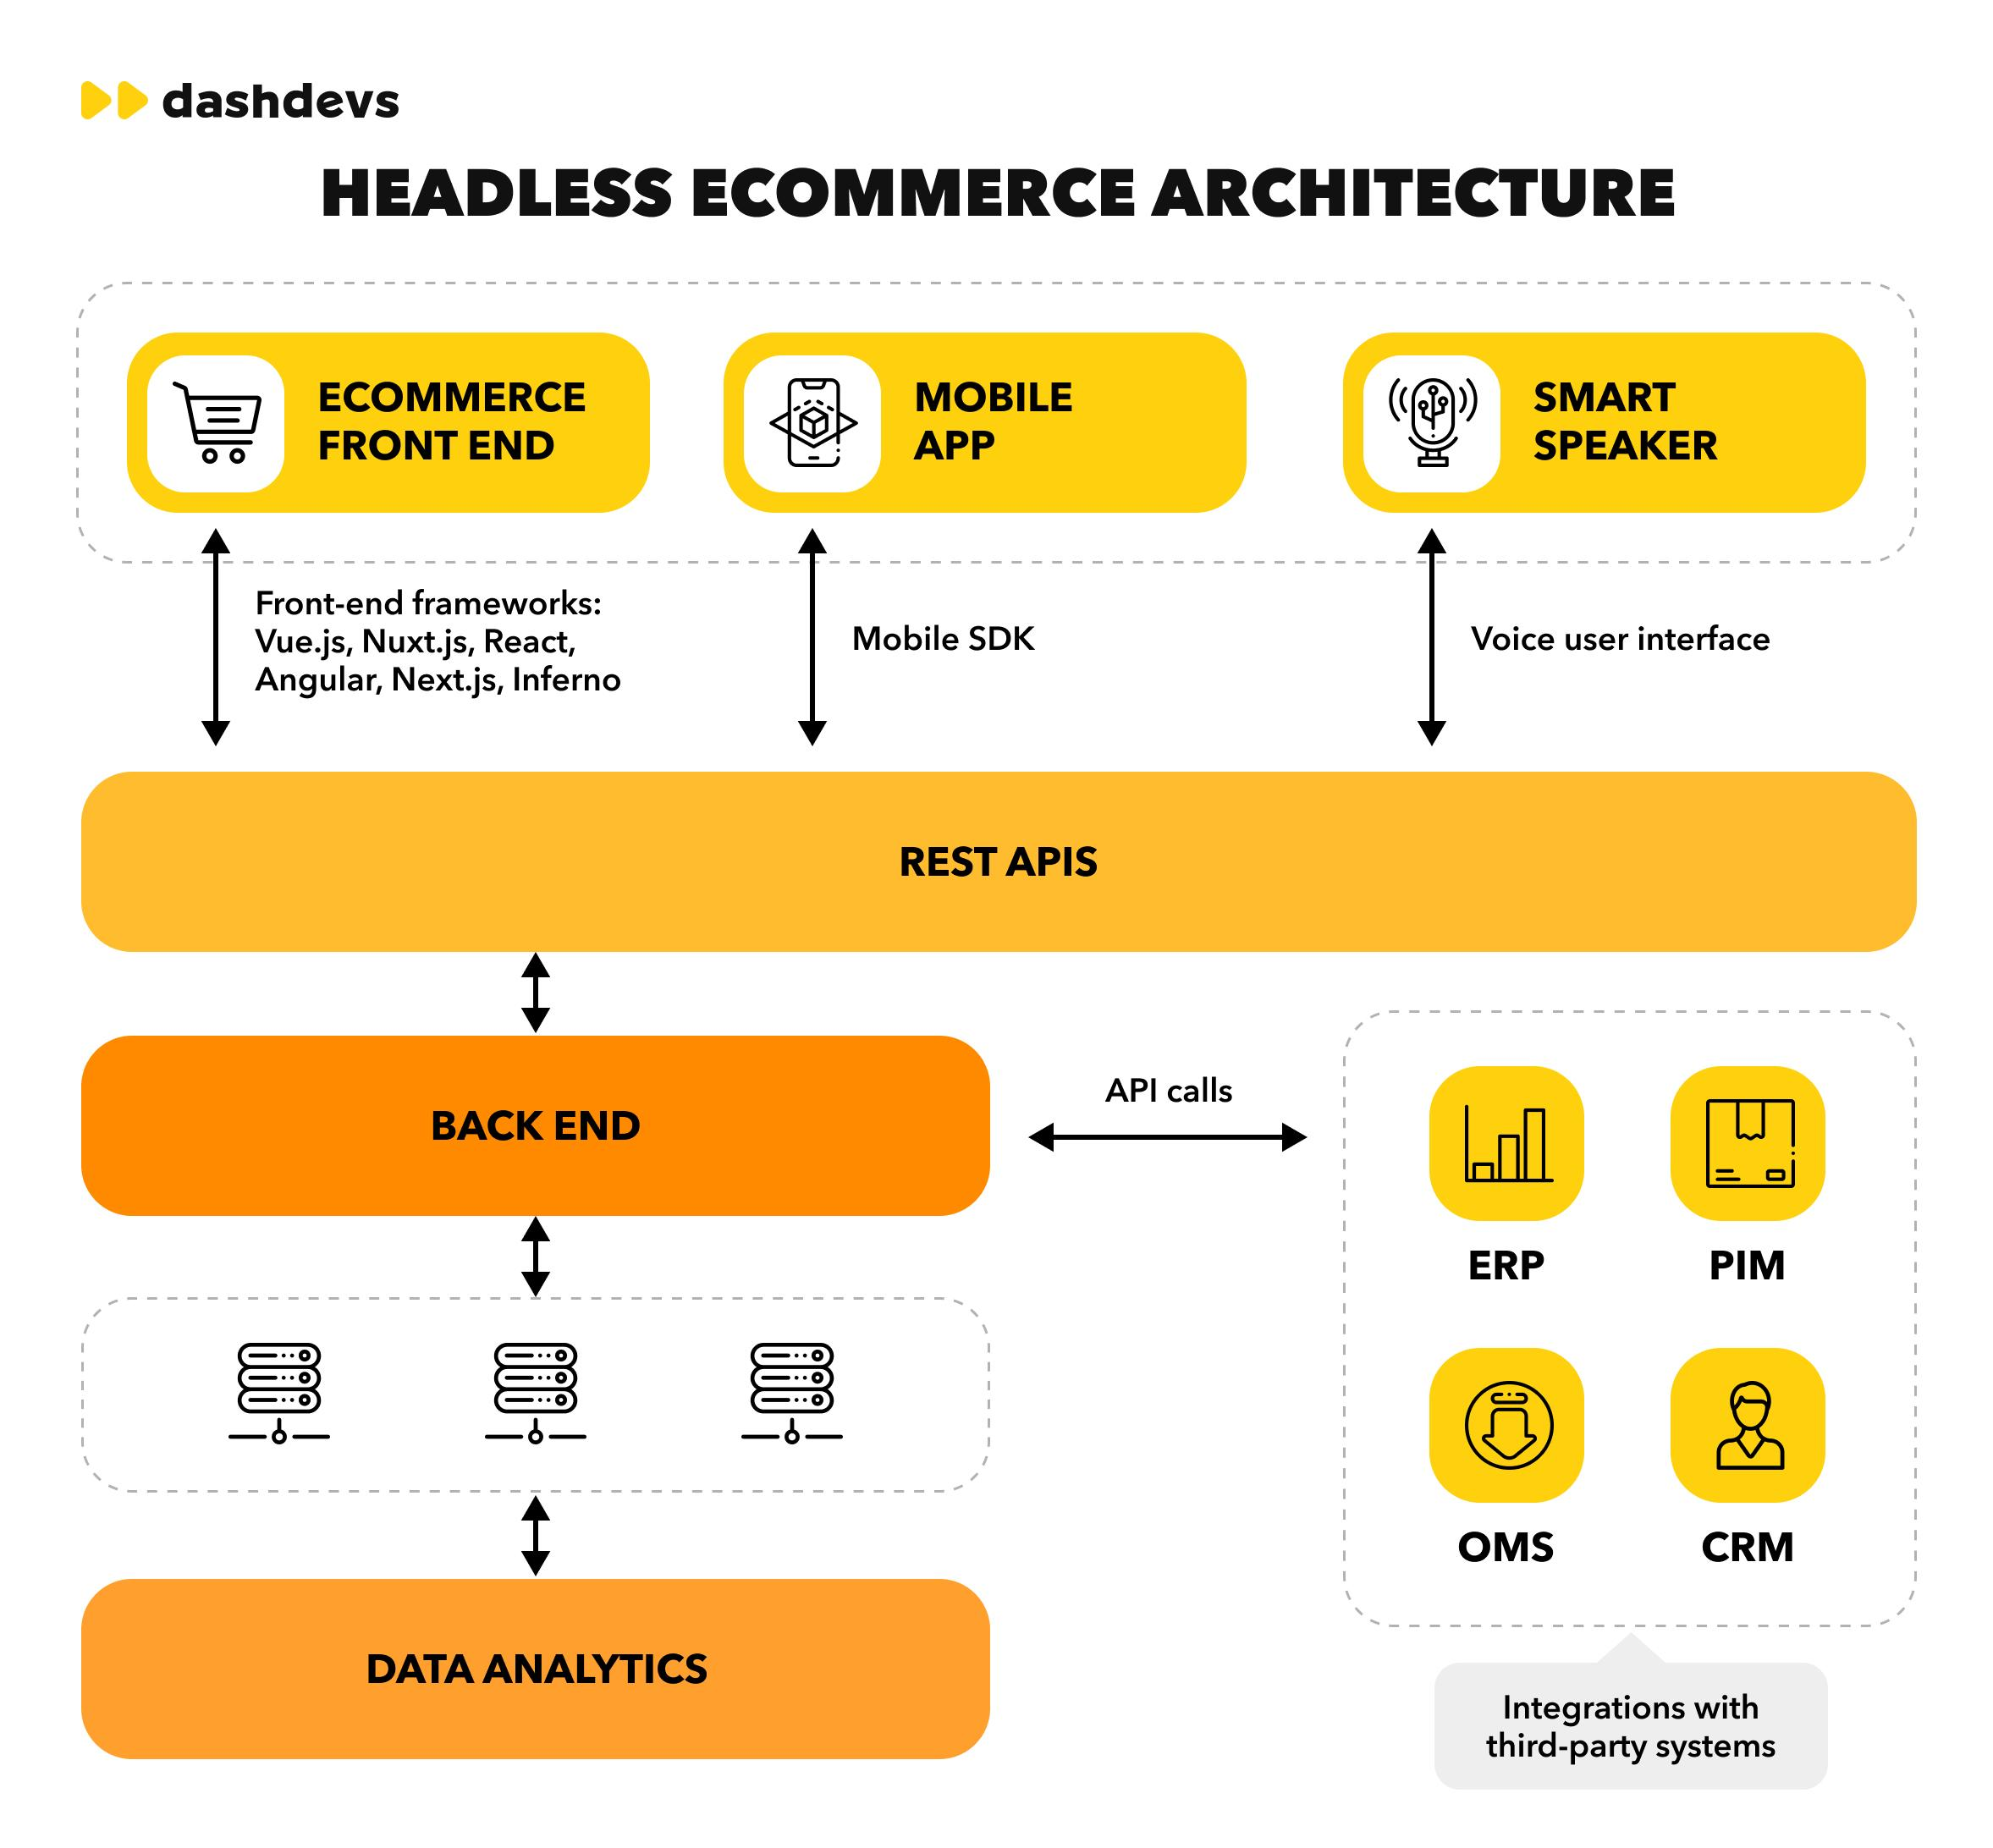 dashdevs
HEADLESS ECOMMERCE ARCHITECTURE
ECOMMERCE
FRONT END
MOBILE
APP
SMART
SPEAKER
Front-end frameworks:
Vue.js, Nuxt.js, React,
Angular, Next.js, Inferno
Mobile SDK
Voice user interface
REST APIS
BACK END
API calls
ERP
PIM
OMS
CRM
DATA ANALYTICS
Integrations with
third-party systems